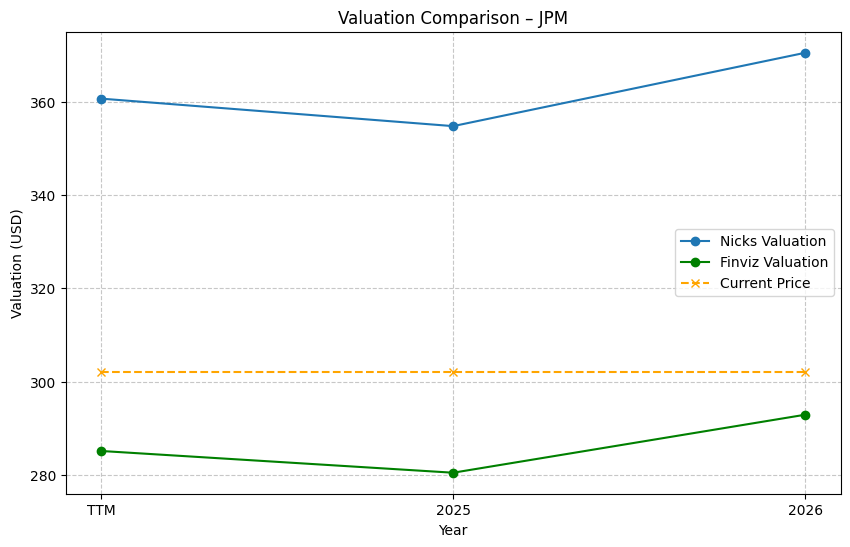 Valuation Comparison – JPM
Valuation (USD)
360
340
320
300
280
Nicks Valuation
Finviz Valuation
Current Price
TTM
2025
2026
Year